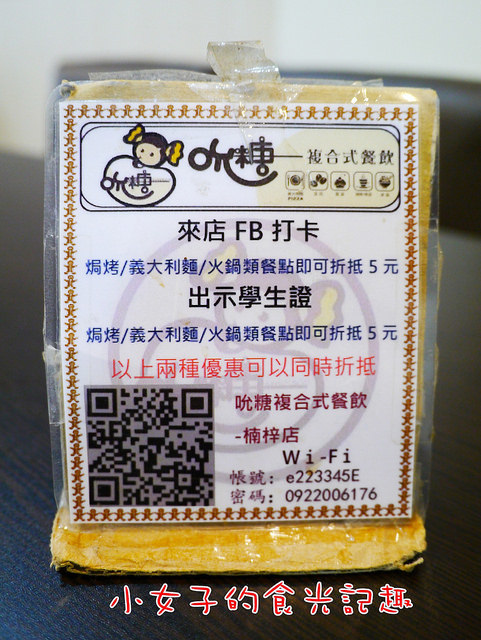 吮糖 複合式餐飲
吮糖
PIZZA
來店 FB 打卡
焗烤/義大利麵/火鍋類餐點即可折抵 5 元
出示學生證
焗烤/義大利麵/火鍋類餐點即可折抵 5 元
以上兩種優惠可以同時折抵
吮糖複合式餐飲
-楠梓店
Wi-Fi
帳號: e223345E
密碼: 0922006176
小女子的食光記趣